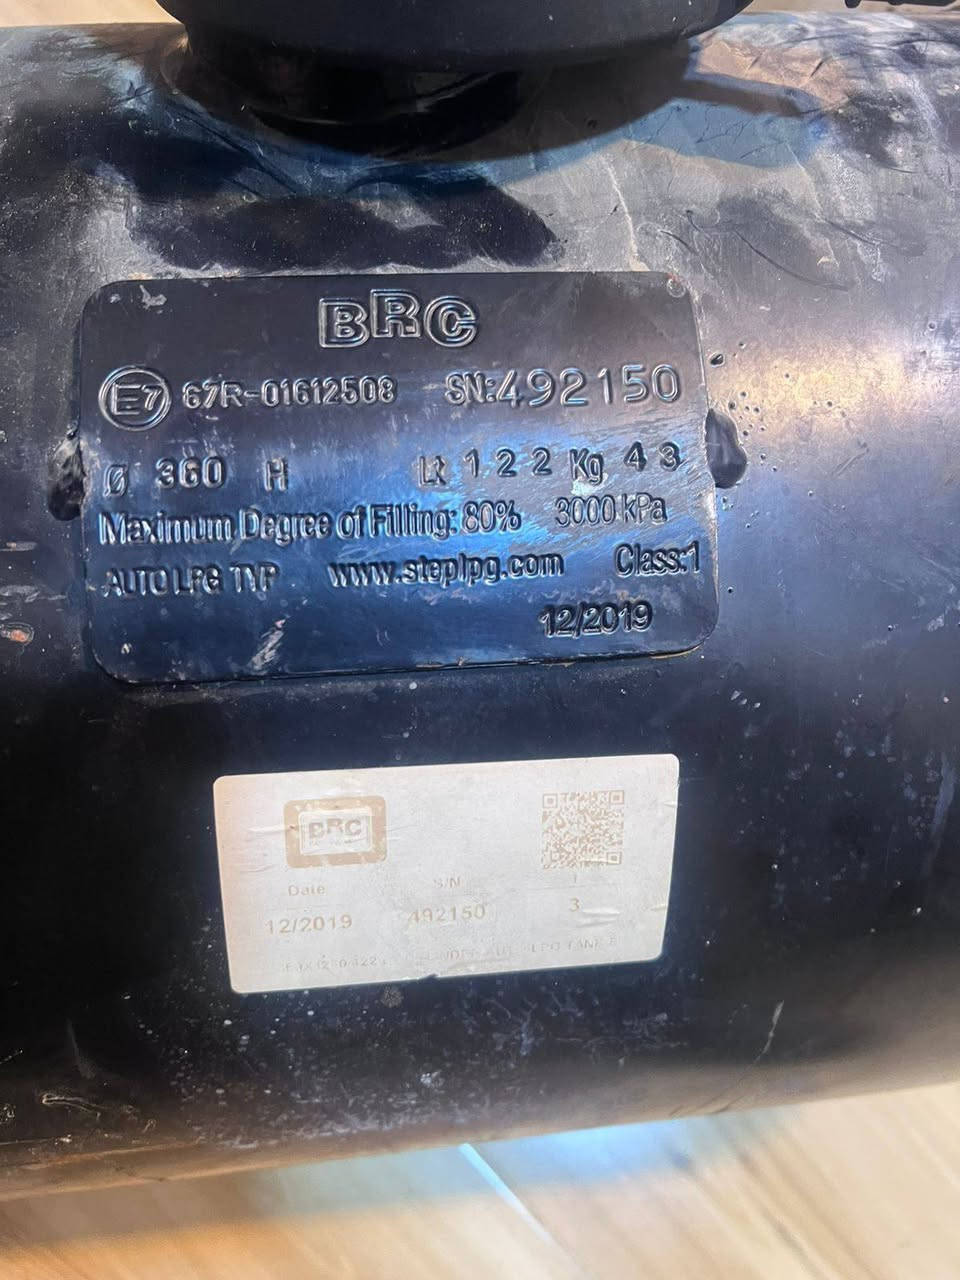 BRC
E7 67R-01612508 SN:492150
Ø 360 H Lt 122 Kg 43
Maximum Degree of Filling: 80% 3000 kPa
AUTO LPG TYP www.steplpg.com Class:1
12/2019
BRC
Date S/N
12/2019 492150 3
TANK